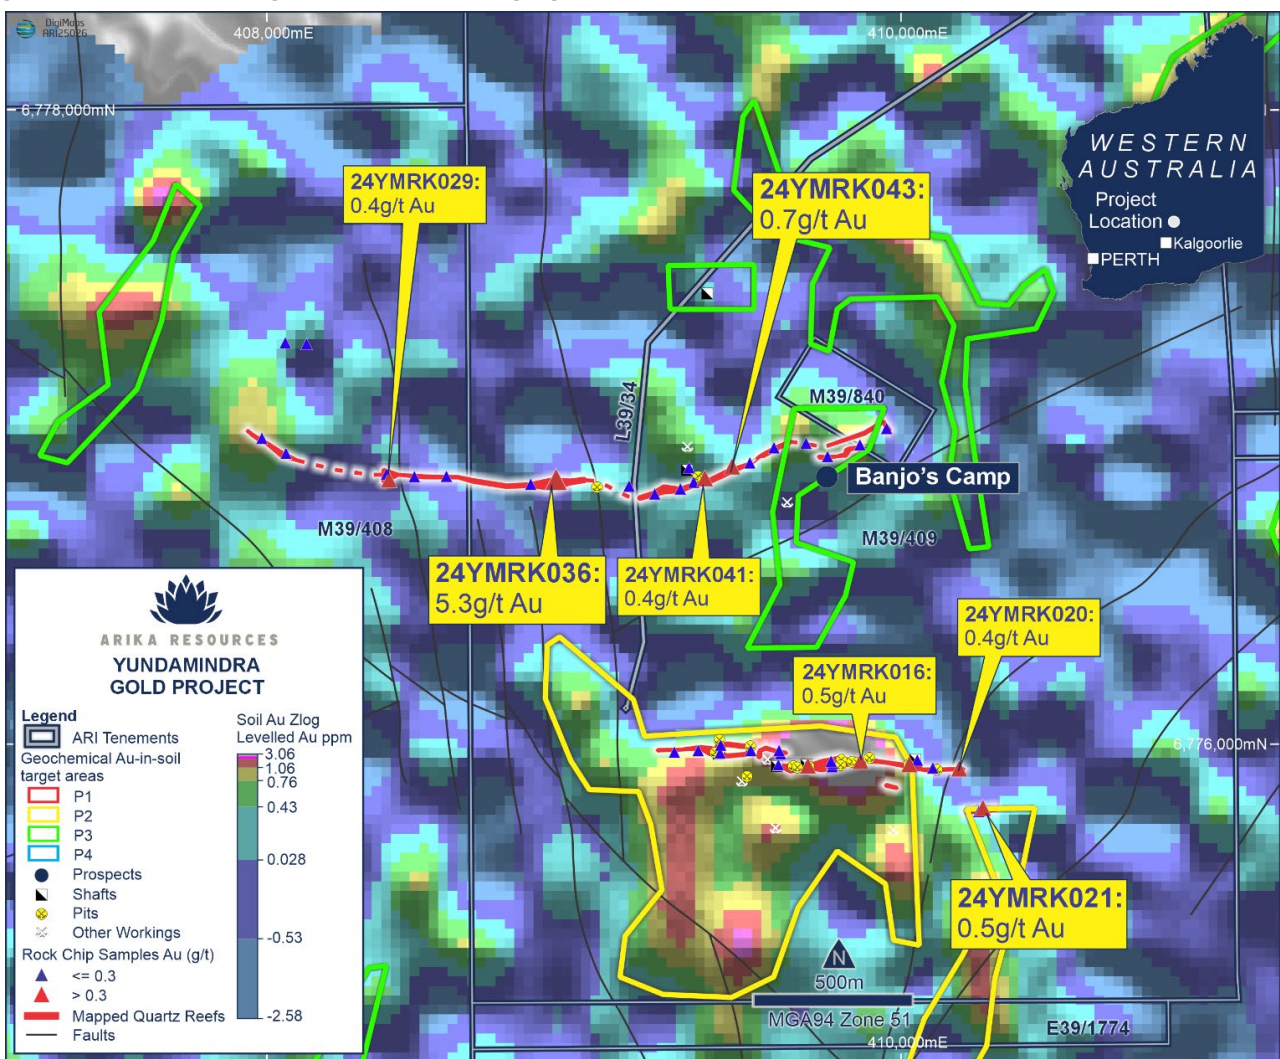 DigiMaps
ARI25026
408,000mE
410,000mE
6,778,000mN
WESTERN
AUSTRALIA
Project
Location
Kalgoorlie
PERTH
24YMRK029:
0.4g/t Au
24YMRK043:
0.7g/t Au
L39/34
M39/840
Banjo's Camp
M39/408
M39/409
24YMRK036:
5.3g/t Au
24YMRK041:
0.4g/t Au
24YMRK020:
0.4g/t Au
24YMRK016:
0.5g/t Au
6,776,000mN
24YMRK021:
0.5g/t Au
ARIKA RESOURCES
YUNDAMINDRA
GOLD PROJECT
Legend
ARI Tenements
Geochemical Au-in-soil
target areas
P1
P2
P3
P4
Prospects
Shafts
Pits
Other Workings
Rock Chip Samples Au (g/t)
<= 0.3
> 0.3
Mapped Quartz Reefs
Faults
Soil Au Zlog
Levelled Au ppm
3.06
1.06
0.76
0.43
0.028
-0.53
-2.58
N
500m
MGA94 Zone 51
410,000mE
E39/1774